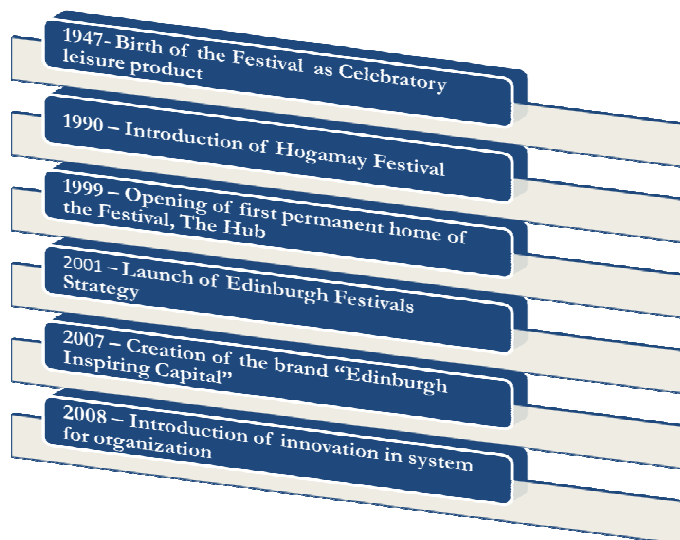 1947- Birth of the Festival as Celebratory
leisure product
1990 – Introduction of Hogamay Festival
1999 – Opening of first permanent home of
the Festival, The Hub
2001 – Launch of Edinburgh Festivals
Strategy
2007 – Creation of the brand “Edinburgh
Inspiring Capital”
2008 – Introduction of innovation in system
for organization